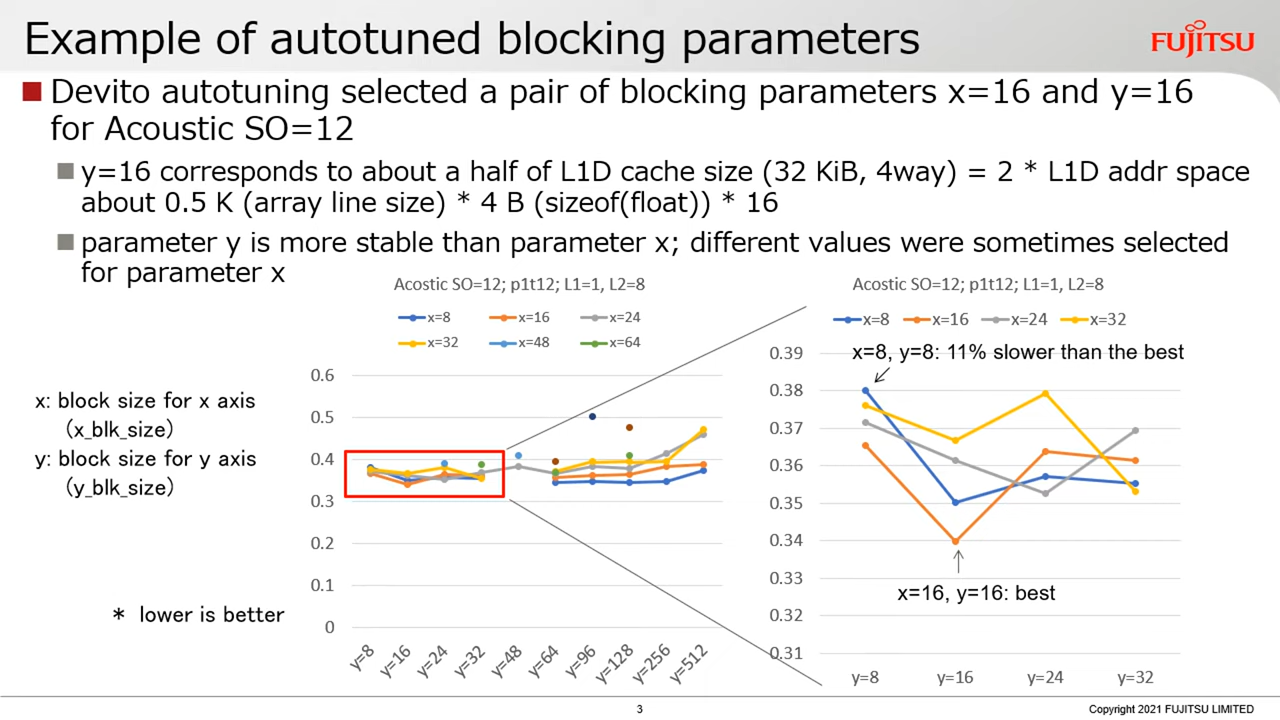 Example of autotuned blocking parameters
FUJITSU
Devito autotuning selected a pair of blocking parameters x=16 and y=16
for Acoustic SO=12
y=16 corresponds to about a half of L1D cache size (32 KiB, 4way) = 2 * L1D addr space
about 0.5 K (array line size) * 4 B (sizeof(float)) * 16
parameter y is more stable than parameter x; different values were sometimes selected
for parameter x
x: block size for x axis
(x_blk_size)
y: block size for y axis
(y_blk_size)
* lower is better
Acostic SO=12; p1t12; L1=1, L2=8
x=8 x=16 x=24
x=32 x=48 x=64
0.6
0.5
0.4
0.3
0.2
0.1
0
y=8 y=16 y=24 y=32 y=48 y=64 y=96 y=128 y=256 y=512
Acostic SO=12; p1t12; L1=1, L2=8
x=8 x=16 x=24 x=32
0.39
x=8, y=8: 11% slower than the best
0.38
0.37
0.36
0.35
0.34
0.33
x=16, y=16: best
0.32
0.31
y=8 y=16 y=24 y=32
3
Copyright 2021 FUJITSU LIMITED